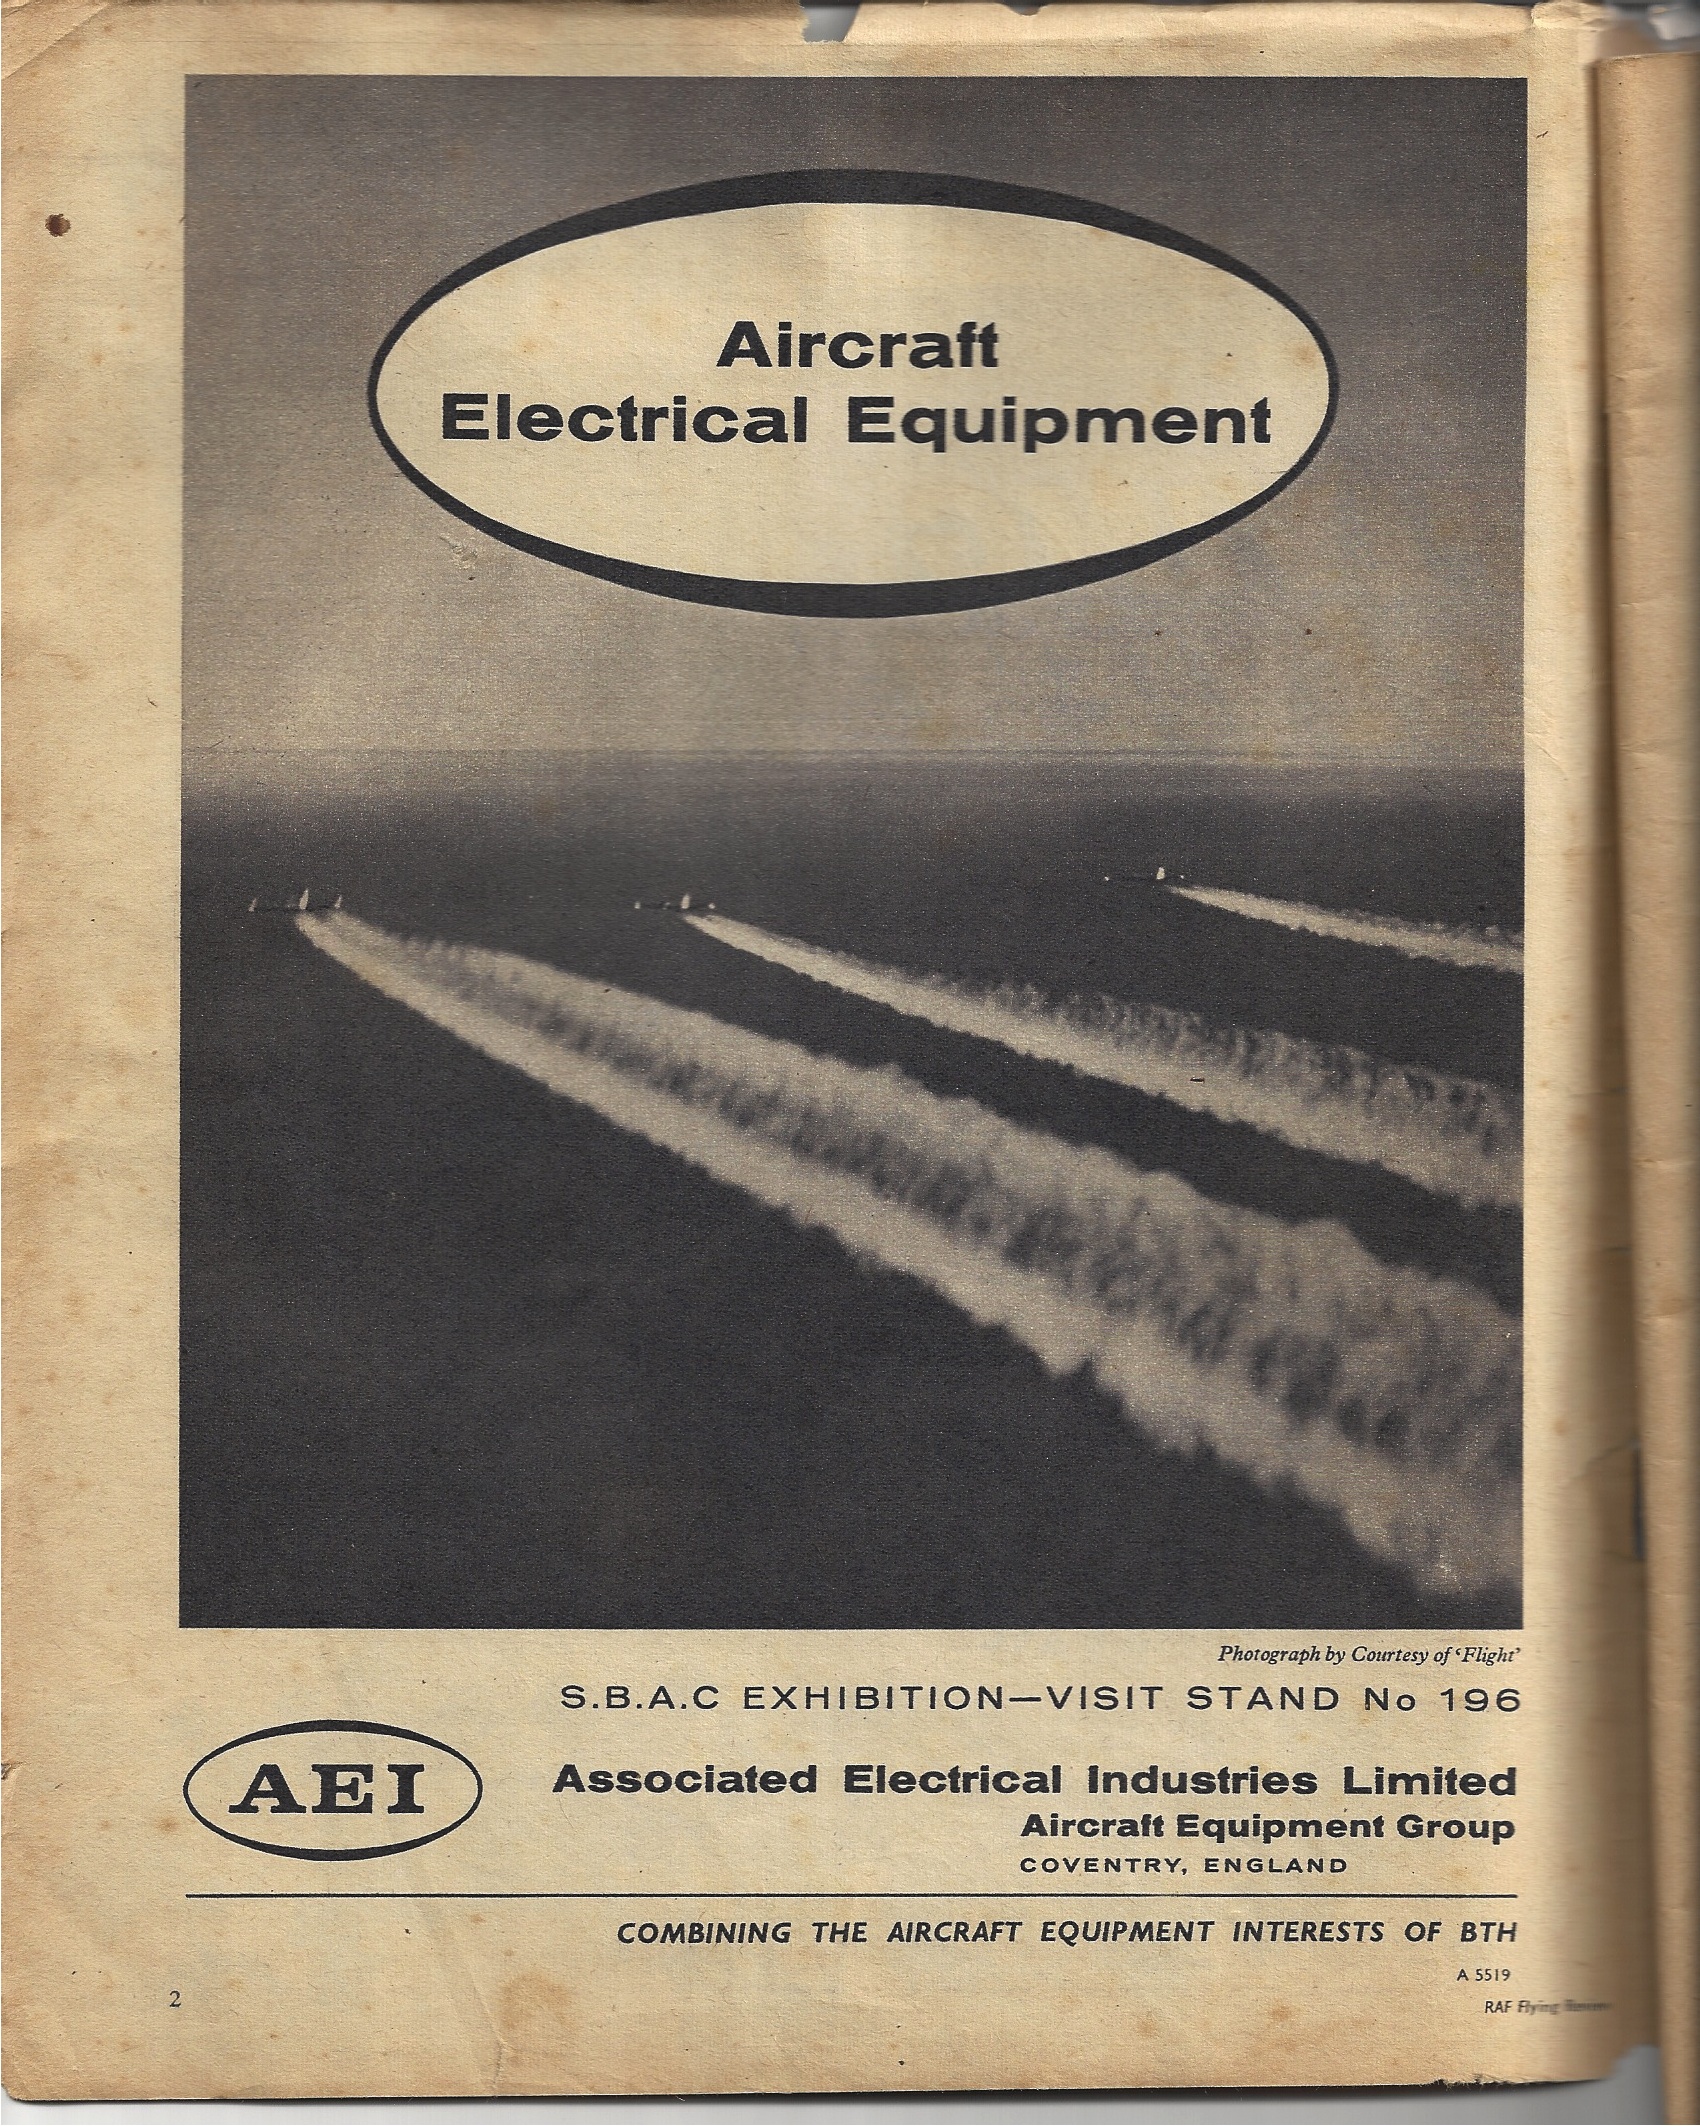 Aircraft
Electrical Equipment
Photograph by Courtesy of 'Flight'
S.B.A.C EXHIBITION—VISIT STAND No 196
AEI
Associated Electrical Industries Limited
Aircraft Equipment Group
COVENTRY, ENGLAND
COMBINING THE AIRCRAFT EQUIPMENT INTERESTS OF BTH
A 5519
2
RAF Flying Review